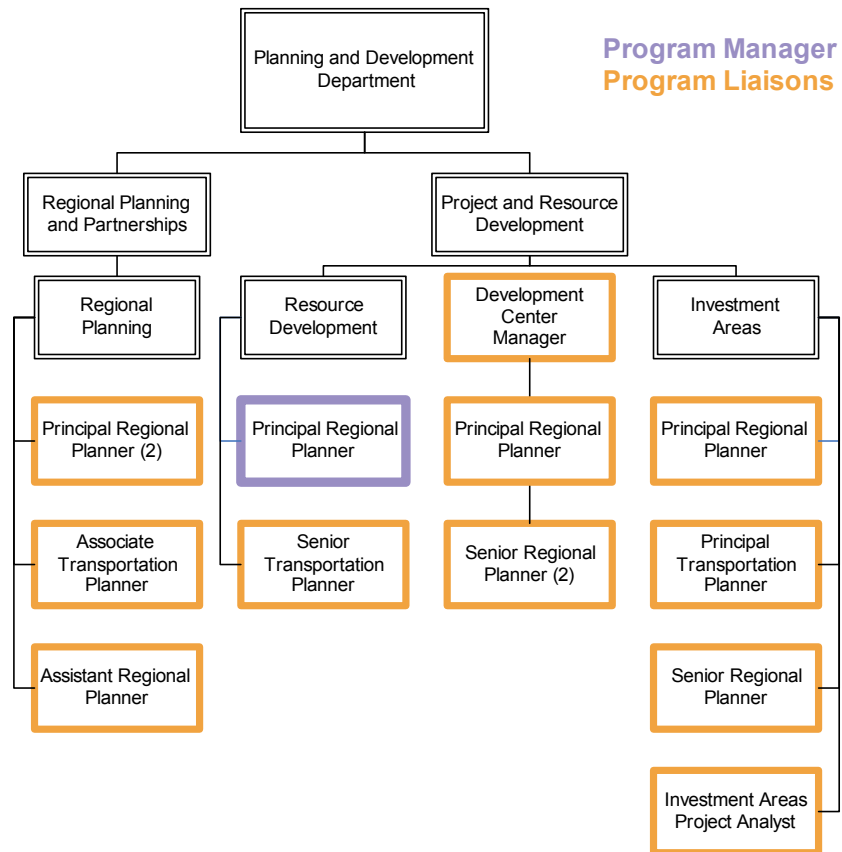 Planning and Development
Department
Program Manager
Program Liaisons
Regional Planning
and Partnerships
Project and Resource
Development
Regional
Planning
Resource
Development
Development
Center
Manager
Investment
Areas
Principal Regional
Planner (2)
Principal Regional
Planner
Principal Regional
Planner
Principal Regional
Planner
Associate
Transportation
Planner
Senior
Transportation
Planner
Senior Regional
Planner (2)
Principal
Transportation
Planner
Assistant Regional
Planner
Senior Regional
Planner
Investment Areas
Project Analyst